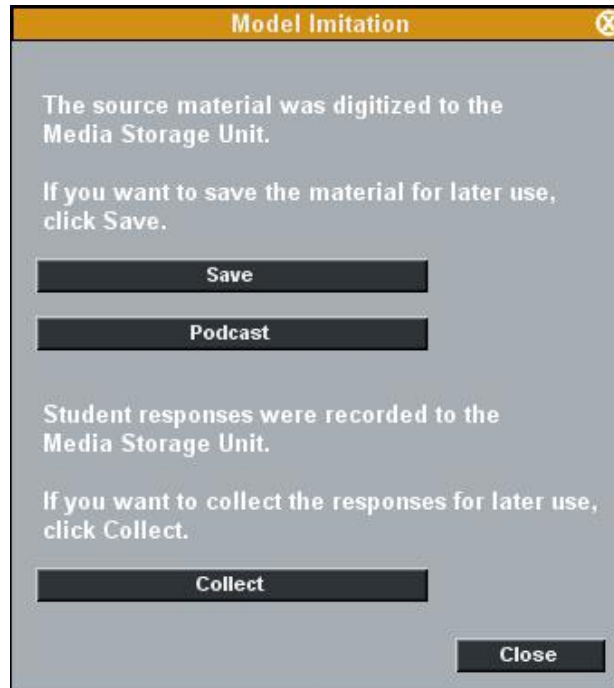 Model Imitation
The source material was digitized to the
Media Storage Unit.
If you want to save the material for later use,
click Save.
Save
Podcast
Student responses were recorded to the
Media Storage Unit.
If you want to collect the responses for later use,
click Collect.
Collect
Close